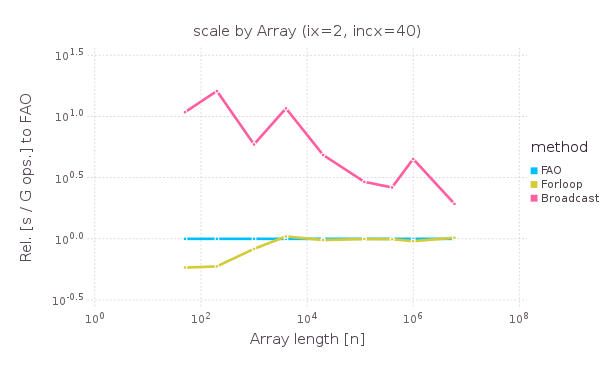 scale by Array (ix=2, incx=40)
Rel. [s / G ops.] to FAO
10^1.5
10^1.0
10^0.5
10^0.0
10^-0.5
10^0 10^2 10^4 10^6 10^8
Array length [n]
method
FAO
Forloop
Broadcast